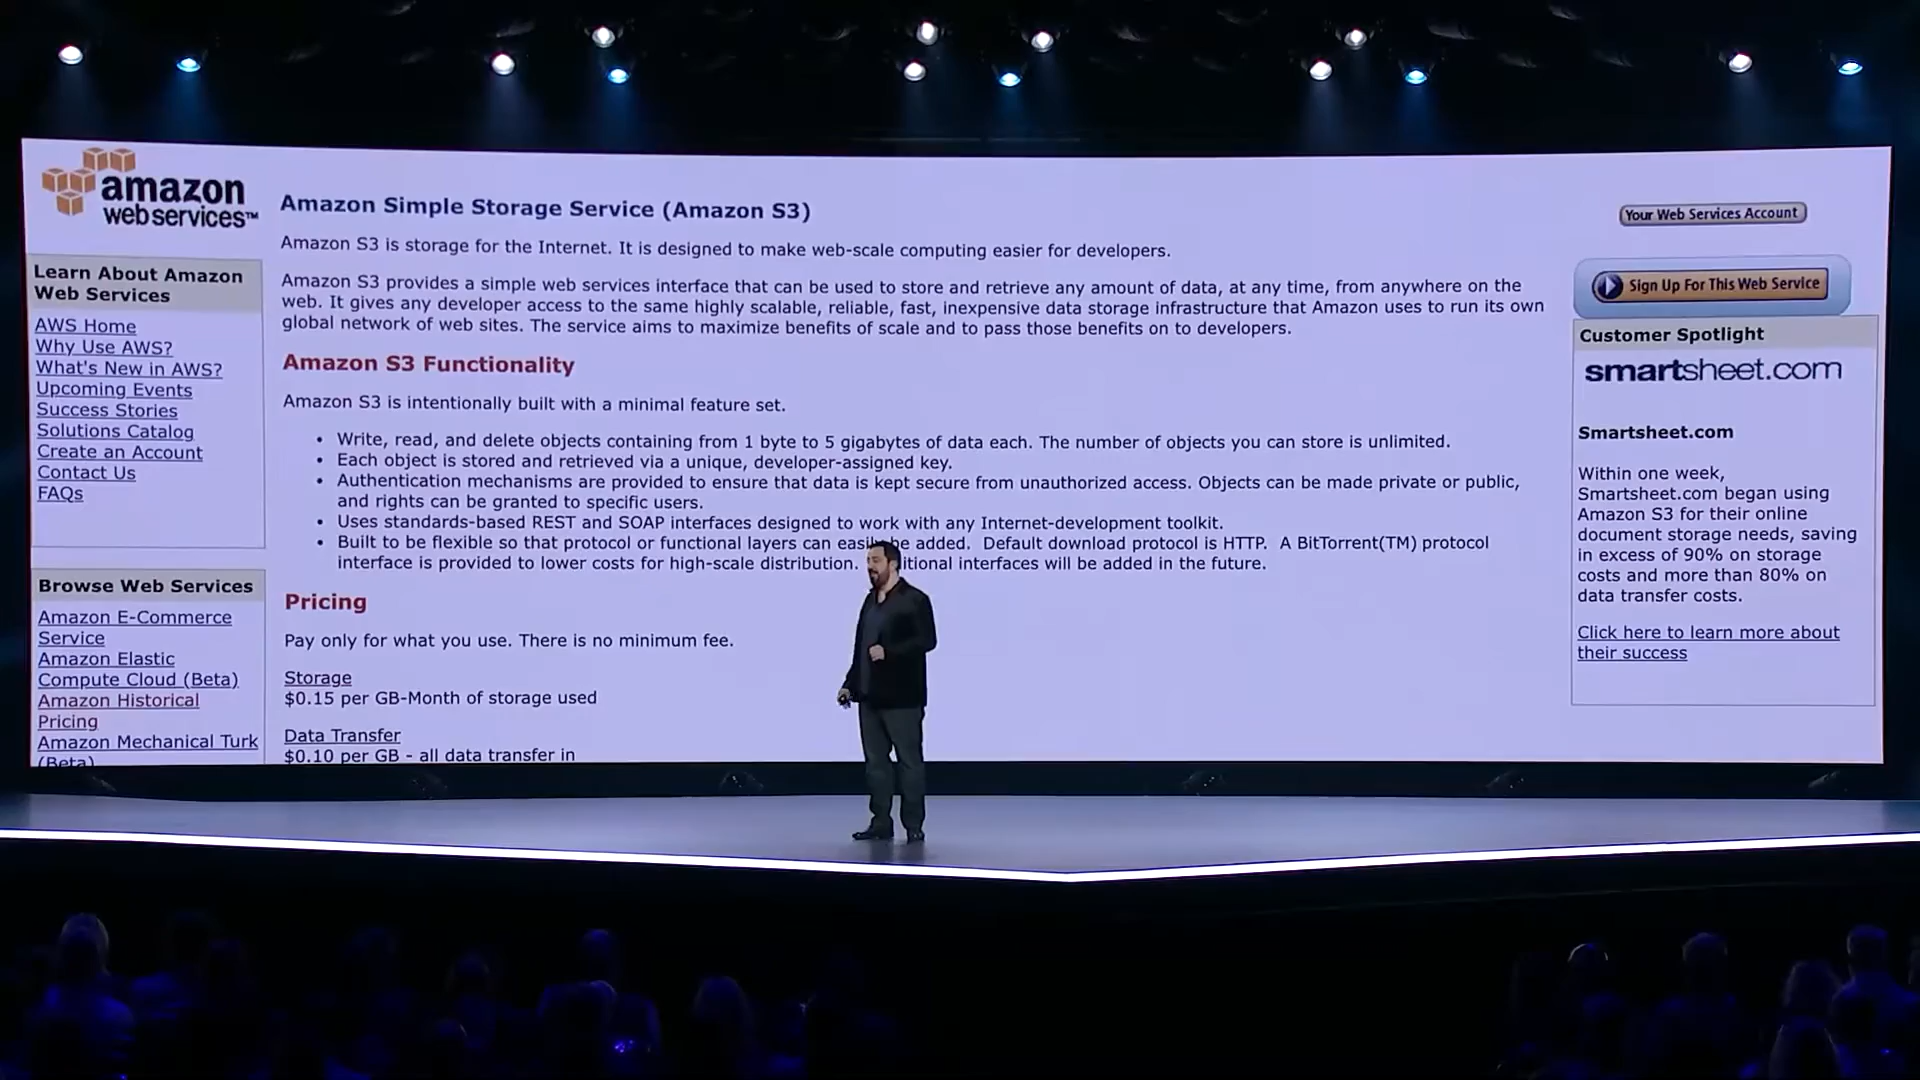 amazon
webservices™
Learn About Amazon
Web Services
AWS Home
Why Use AWS?
What's New in AWS?
Upcoming Events
Success Stories
Solutions Catalog
Create an Account
Contact Us
FAQs
Browse Web Services
Amazon E-Commerce
Service
Amazon Elastic
Compute Cloud (Beta)
Amazon Historical
Pricing
Amazon Mechanical Turk
(Beta)
Amazon Simple Storage Service (Amazon S3)
Amazon S3 is storage for the Internet. It is designed to make web-scale computing easier for developers.
Amazon S3 provides a simple web services interface that can be used to store and retrieve any amount of data, at any time, from anywhere on the
web. It gives any developer access to the same highly scalable, reliable, fast, inexpensive data storage infrastructure that Amazon uses to run its own
global network of web sites. The service aims to maximize benefits of scale and to pass those benefits on to developers.
Amazon S3 Functionality
Amazon S3 is intentionally built with a minimal feature set.
• Write, read, and delete objects containing from 1 byte to 5 gigabytes of data each. The number of objects you can store is unlimited.
• Each object is stored and retrieved via a unique, developer-assigned key.
• Authentication mechanisms are provided to ensure that data is kept secure from unauthorized access. Objects can be made private or public,
and rights can be granted to specific users.
• Uses standards-based REST and SOAP interfaces designed to work with any Internet-development toolkit.
• Built to be flexible so that protocol or functional layers can easily be added. Default download protocol is HTTP. A BitTorrent(TM) protocol
interface is provided to lower costs for high-scale distribution. itional interfaces will be added in the future.
Pricing
Pay only for what you use. There is no minimum fee.
Storage
$0.15 per GB-Month of storage used
Data Transfer
$0.10 per GB - all data transfer in
Your Web Services Account
Sign Up For This Web Service
Customer Spotlight
smartsheet.com
Smartsheet.com
Within one week,
Smartsheet.com began using
Amazon S3 for their online
document storage needs, saving
in excess of 90% on storage
costs and more than 80% on
data transfer costs.
Click here to learn more about
their success